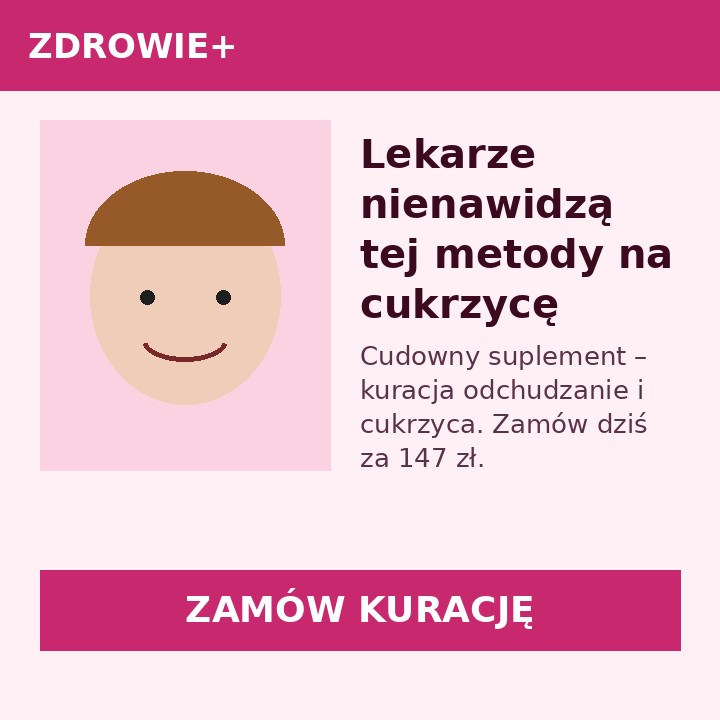 ZDROWIE+
Lekarze
nienawidzą
tej metody na
cukrzycę
Cudowny suplement –
kuracja odchudzanie i
cukrzyca. Zamów dziś
za 147 zł.
ZAMÓW KURACJĘ